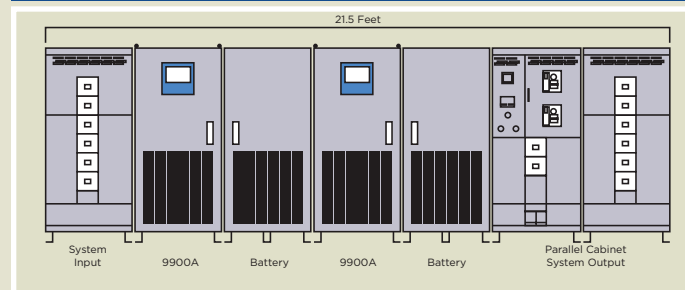 21.5 Feet
System
Input
9900A
Battery
9900A
Battery
Parallel Cabinet
System Output